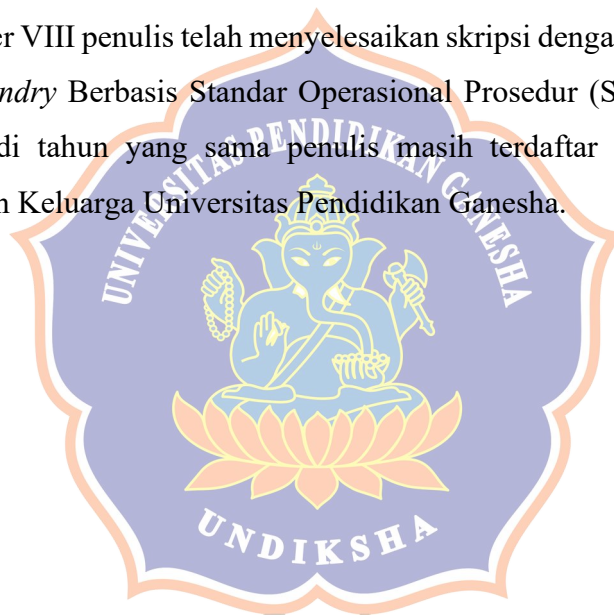 er VIII penulis telah menyelesaikan skripsi denga
ndry Berbasis Standar Operasional Prosedur (S
di tahun yang sama penulis masih terdaftar
n Keluarga Universitas Pendidikan Ganesha.
UNIVERSITAS PENDIDIKAN GANESHA
UNDIKSHA